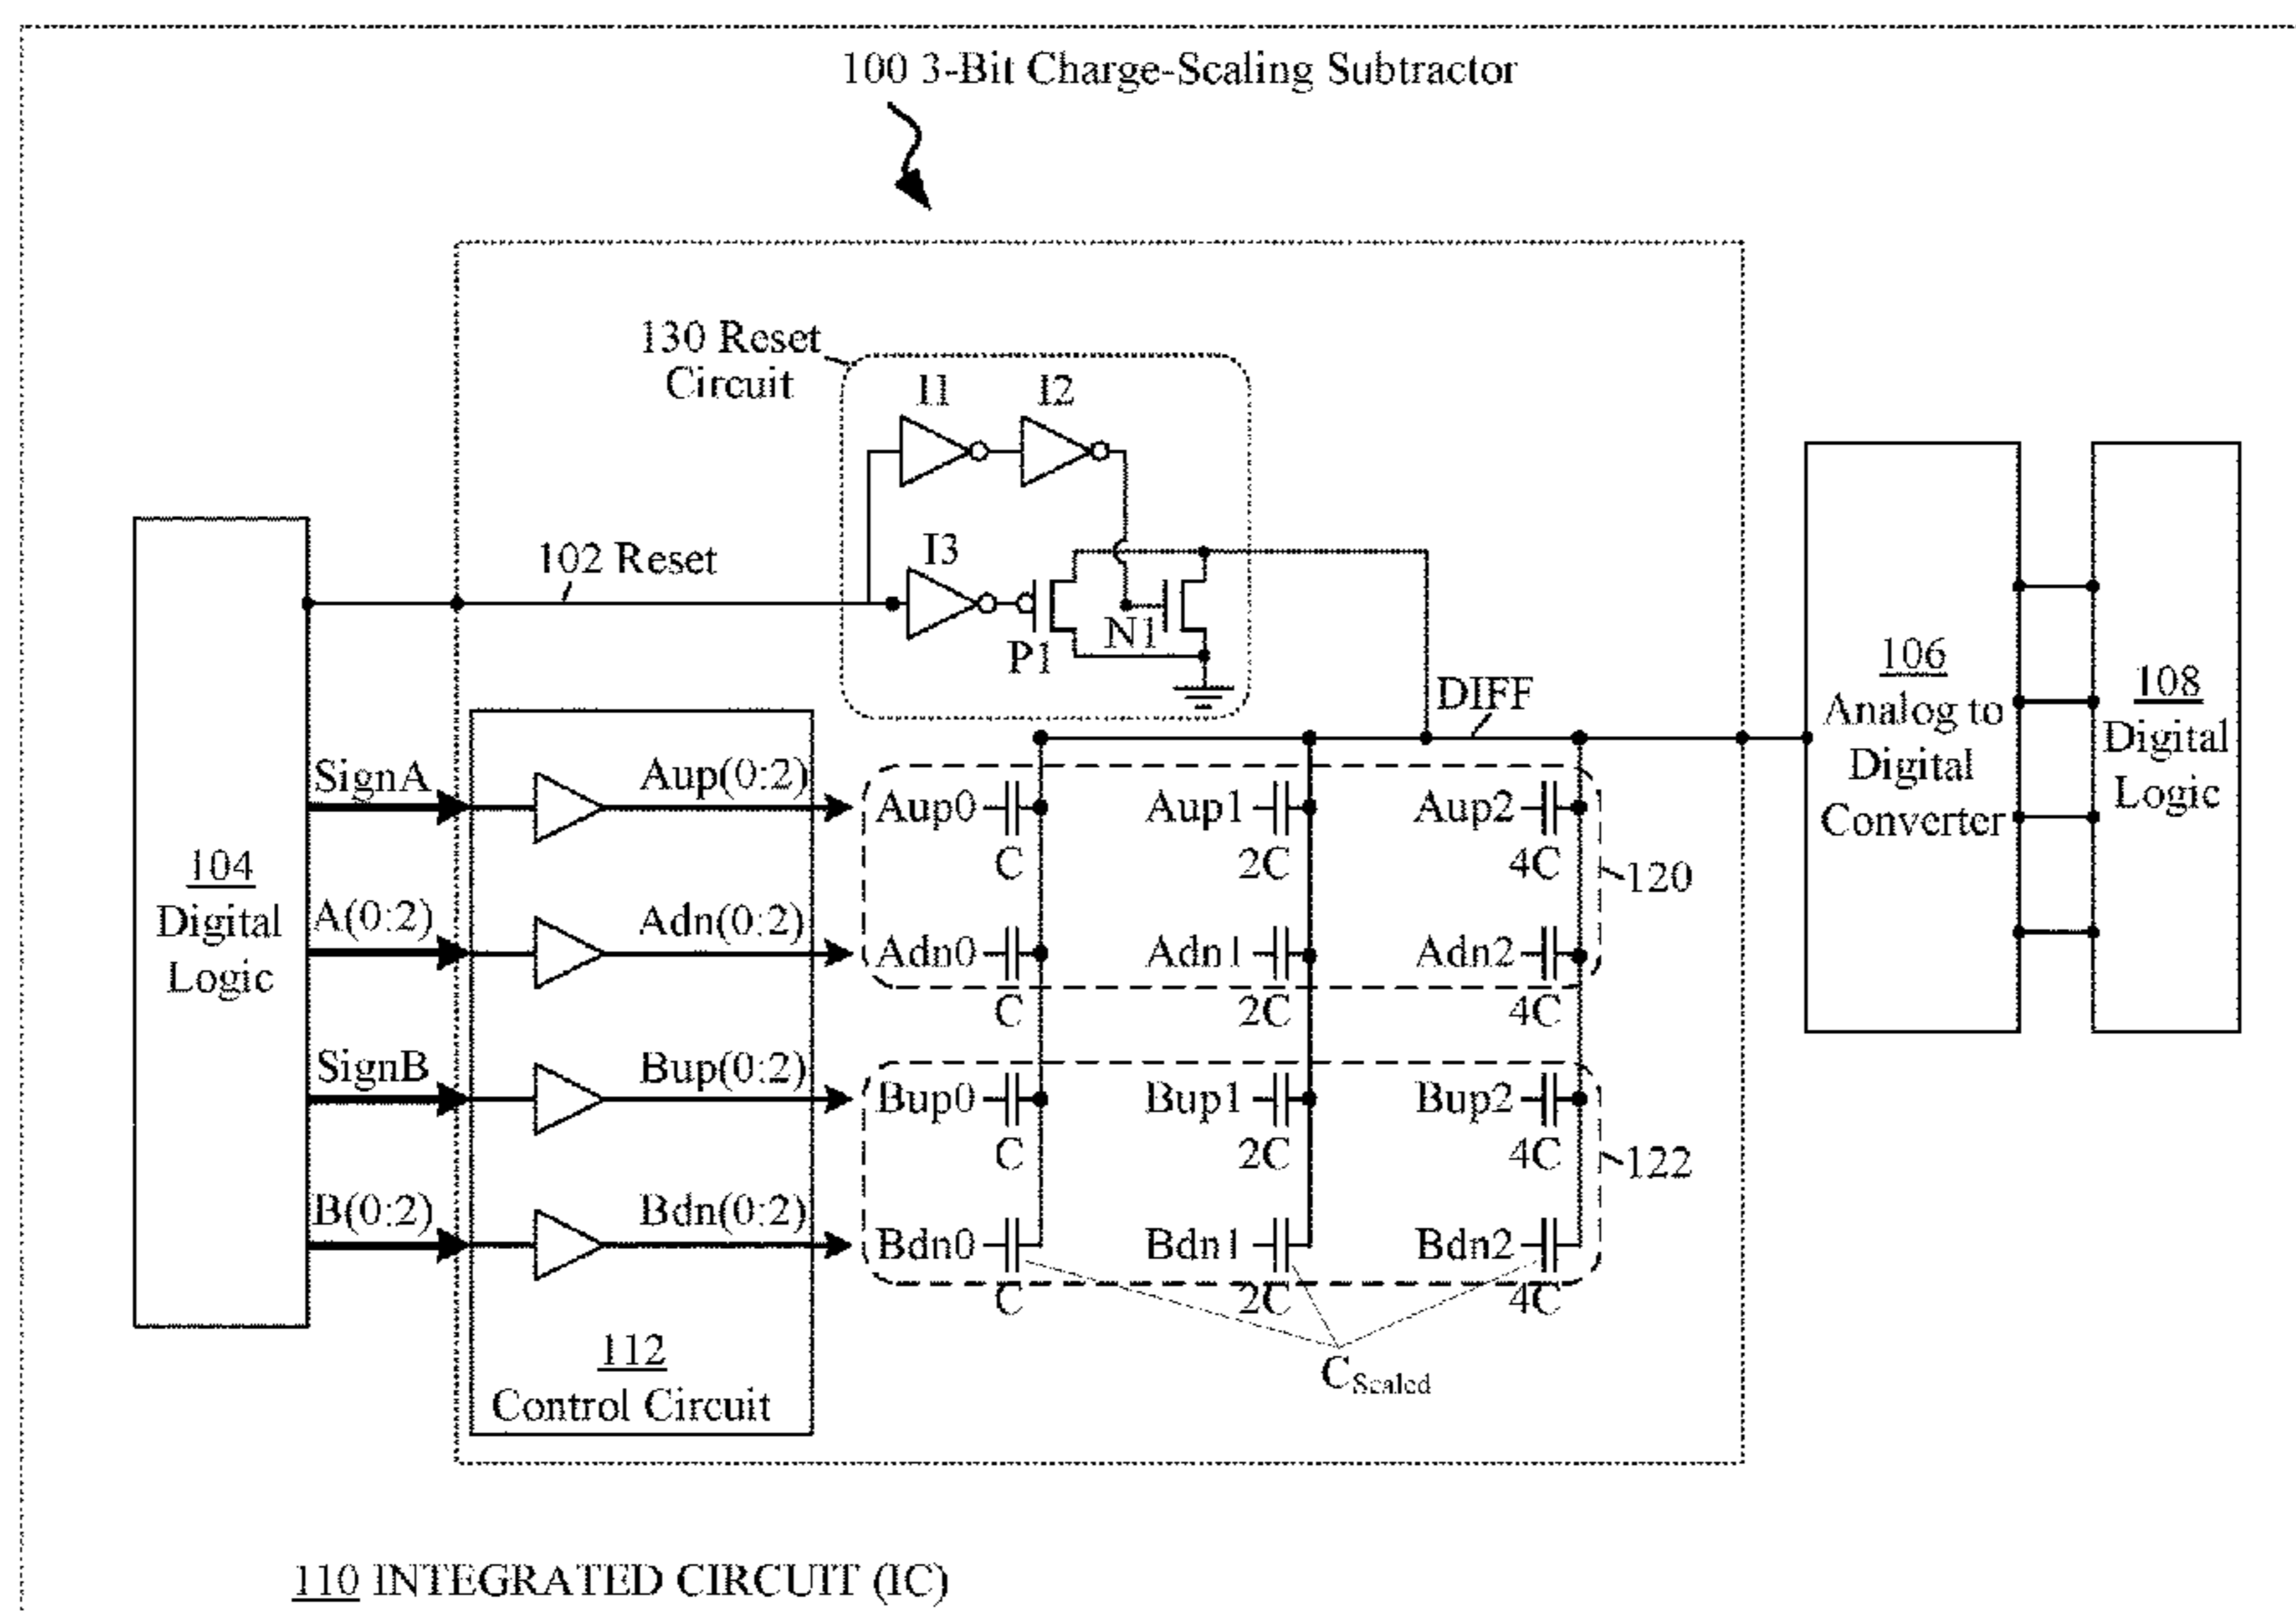 100 3-Bit Charge-Scaling Subtractor
130 Reset
Circuit
I1
I2
102 Reset
I3
P1
N1
DIFF
104
Digital
Logic
SignA
A(0:2)
SignB
B(0:2)
Aup(0:2)
Adn(0:2)
Bup(0:2)
Bdn(0:2)
112
Control Circuit
Aup0
C
Aup1
2C
Aup2
4C
Adn0
C
Adn1
2C
Adn2
4C
120
Bup0
C
Bup1
2C
Bup2
4C
Bdn0
C
Bdn1
2C
Bdn2
4C
122
CScaled
106
Analog to
Digital
Converter
108
Digital
Logic
110 INTEGRATED CIRCUIT (IC)